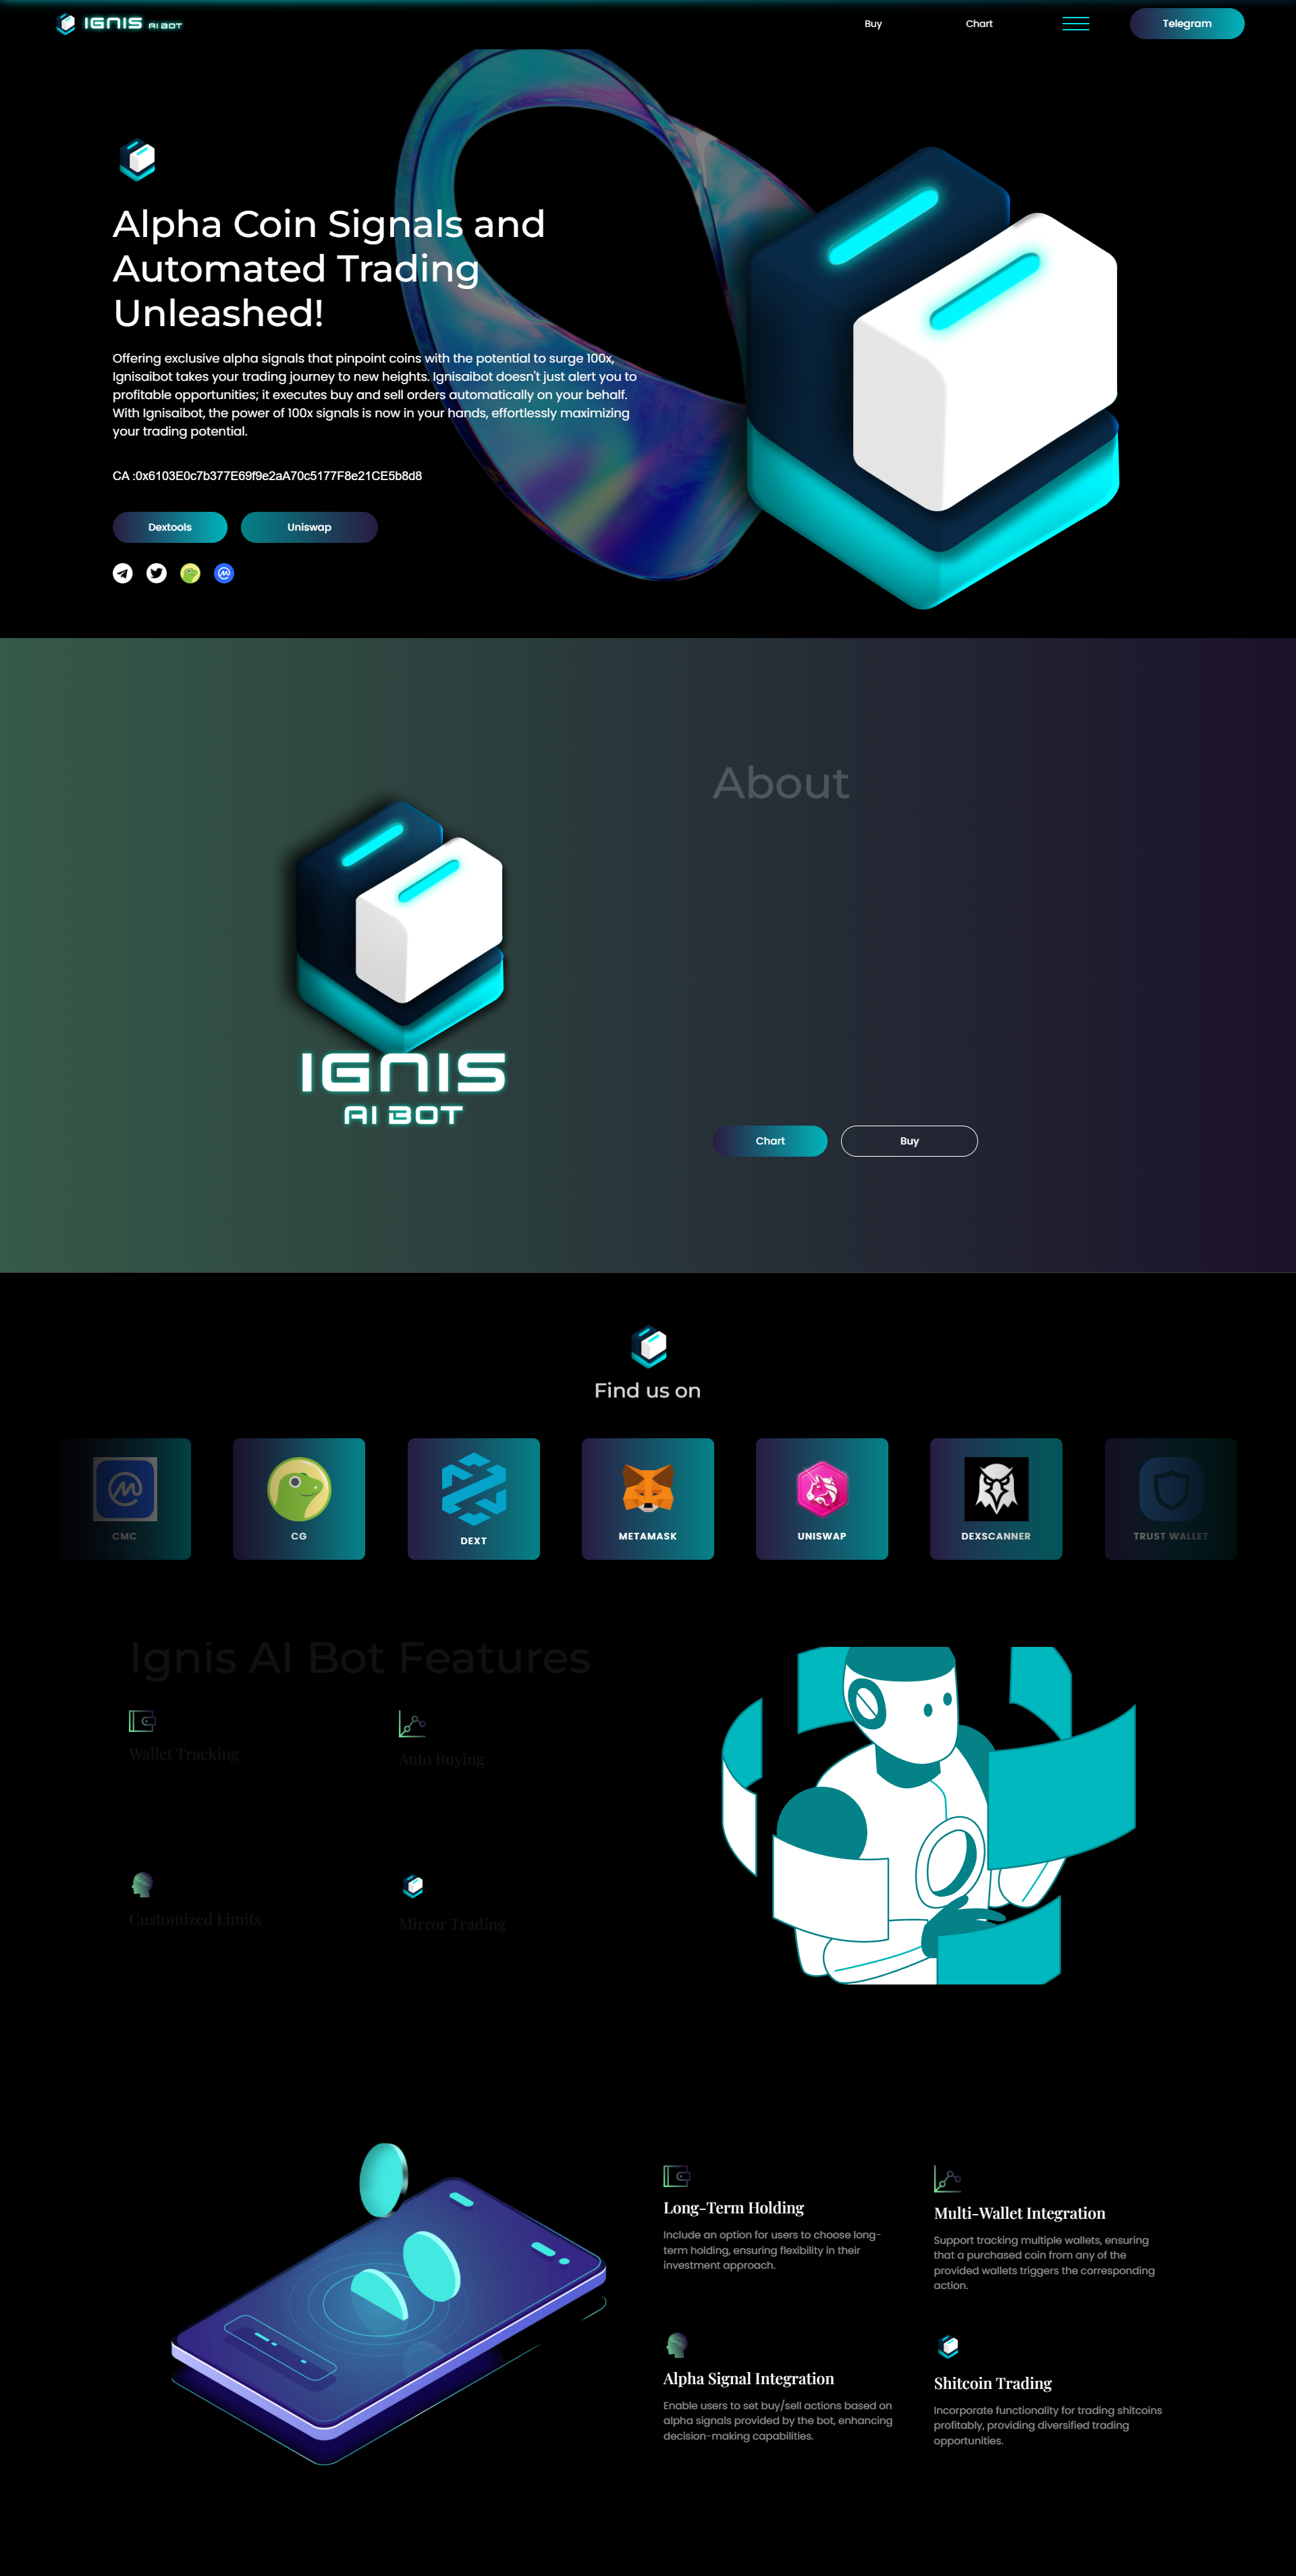 IGNIS AI BOT
Buy
Chart
Telegram
Alpha Coin Signals and
Automated Trading
Unleashed!
Offering exclusive alpha signals that pinpoint coins with the potential to surge 100x,
Ignisaibot takes your trading journey to new heights. Ignisaibot doesn't just alert you to
profitable opportunities; it executes buy and sell orders automatically on your behalf.
With Ignisaibot, the power of 100x signals is now in your hands, effortlessly maximizing
your trading potential.
CA :0x6103E0c7b377E69f9e2aA70c5177F8e21CE5b8d8
Dextools
Uniswap
About
IGNIS
AI BOT
Chart
Buy
Find us on
CMC
CG
DEXT
METAMASK
UNISWAP
DEXSCANNER
TRUST WALLET
Ignis AI Bot Features
Wallet Tracking
Auto Buying
Customized Limits
Mirror Trading
Long-Term Holding
Include an option for users to choose long-
term holding, ensuring flexibility in their
investment approach.
Multi-Wallet Integration
Support tracking multiple wallets, ensuring
that a purchased coin from any of the
provided wallets triggers the corresponding
action.
Alpha Signal Integration
Enable users to set buy/sell actions based on
alpha signals provided by the bot, enhancing
decision-making capabilities.
Shitcoin Trading
Incorporate functionality for trading shitcoins
profitably, providing diversified trading
opportunities.